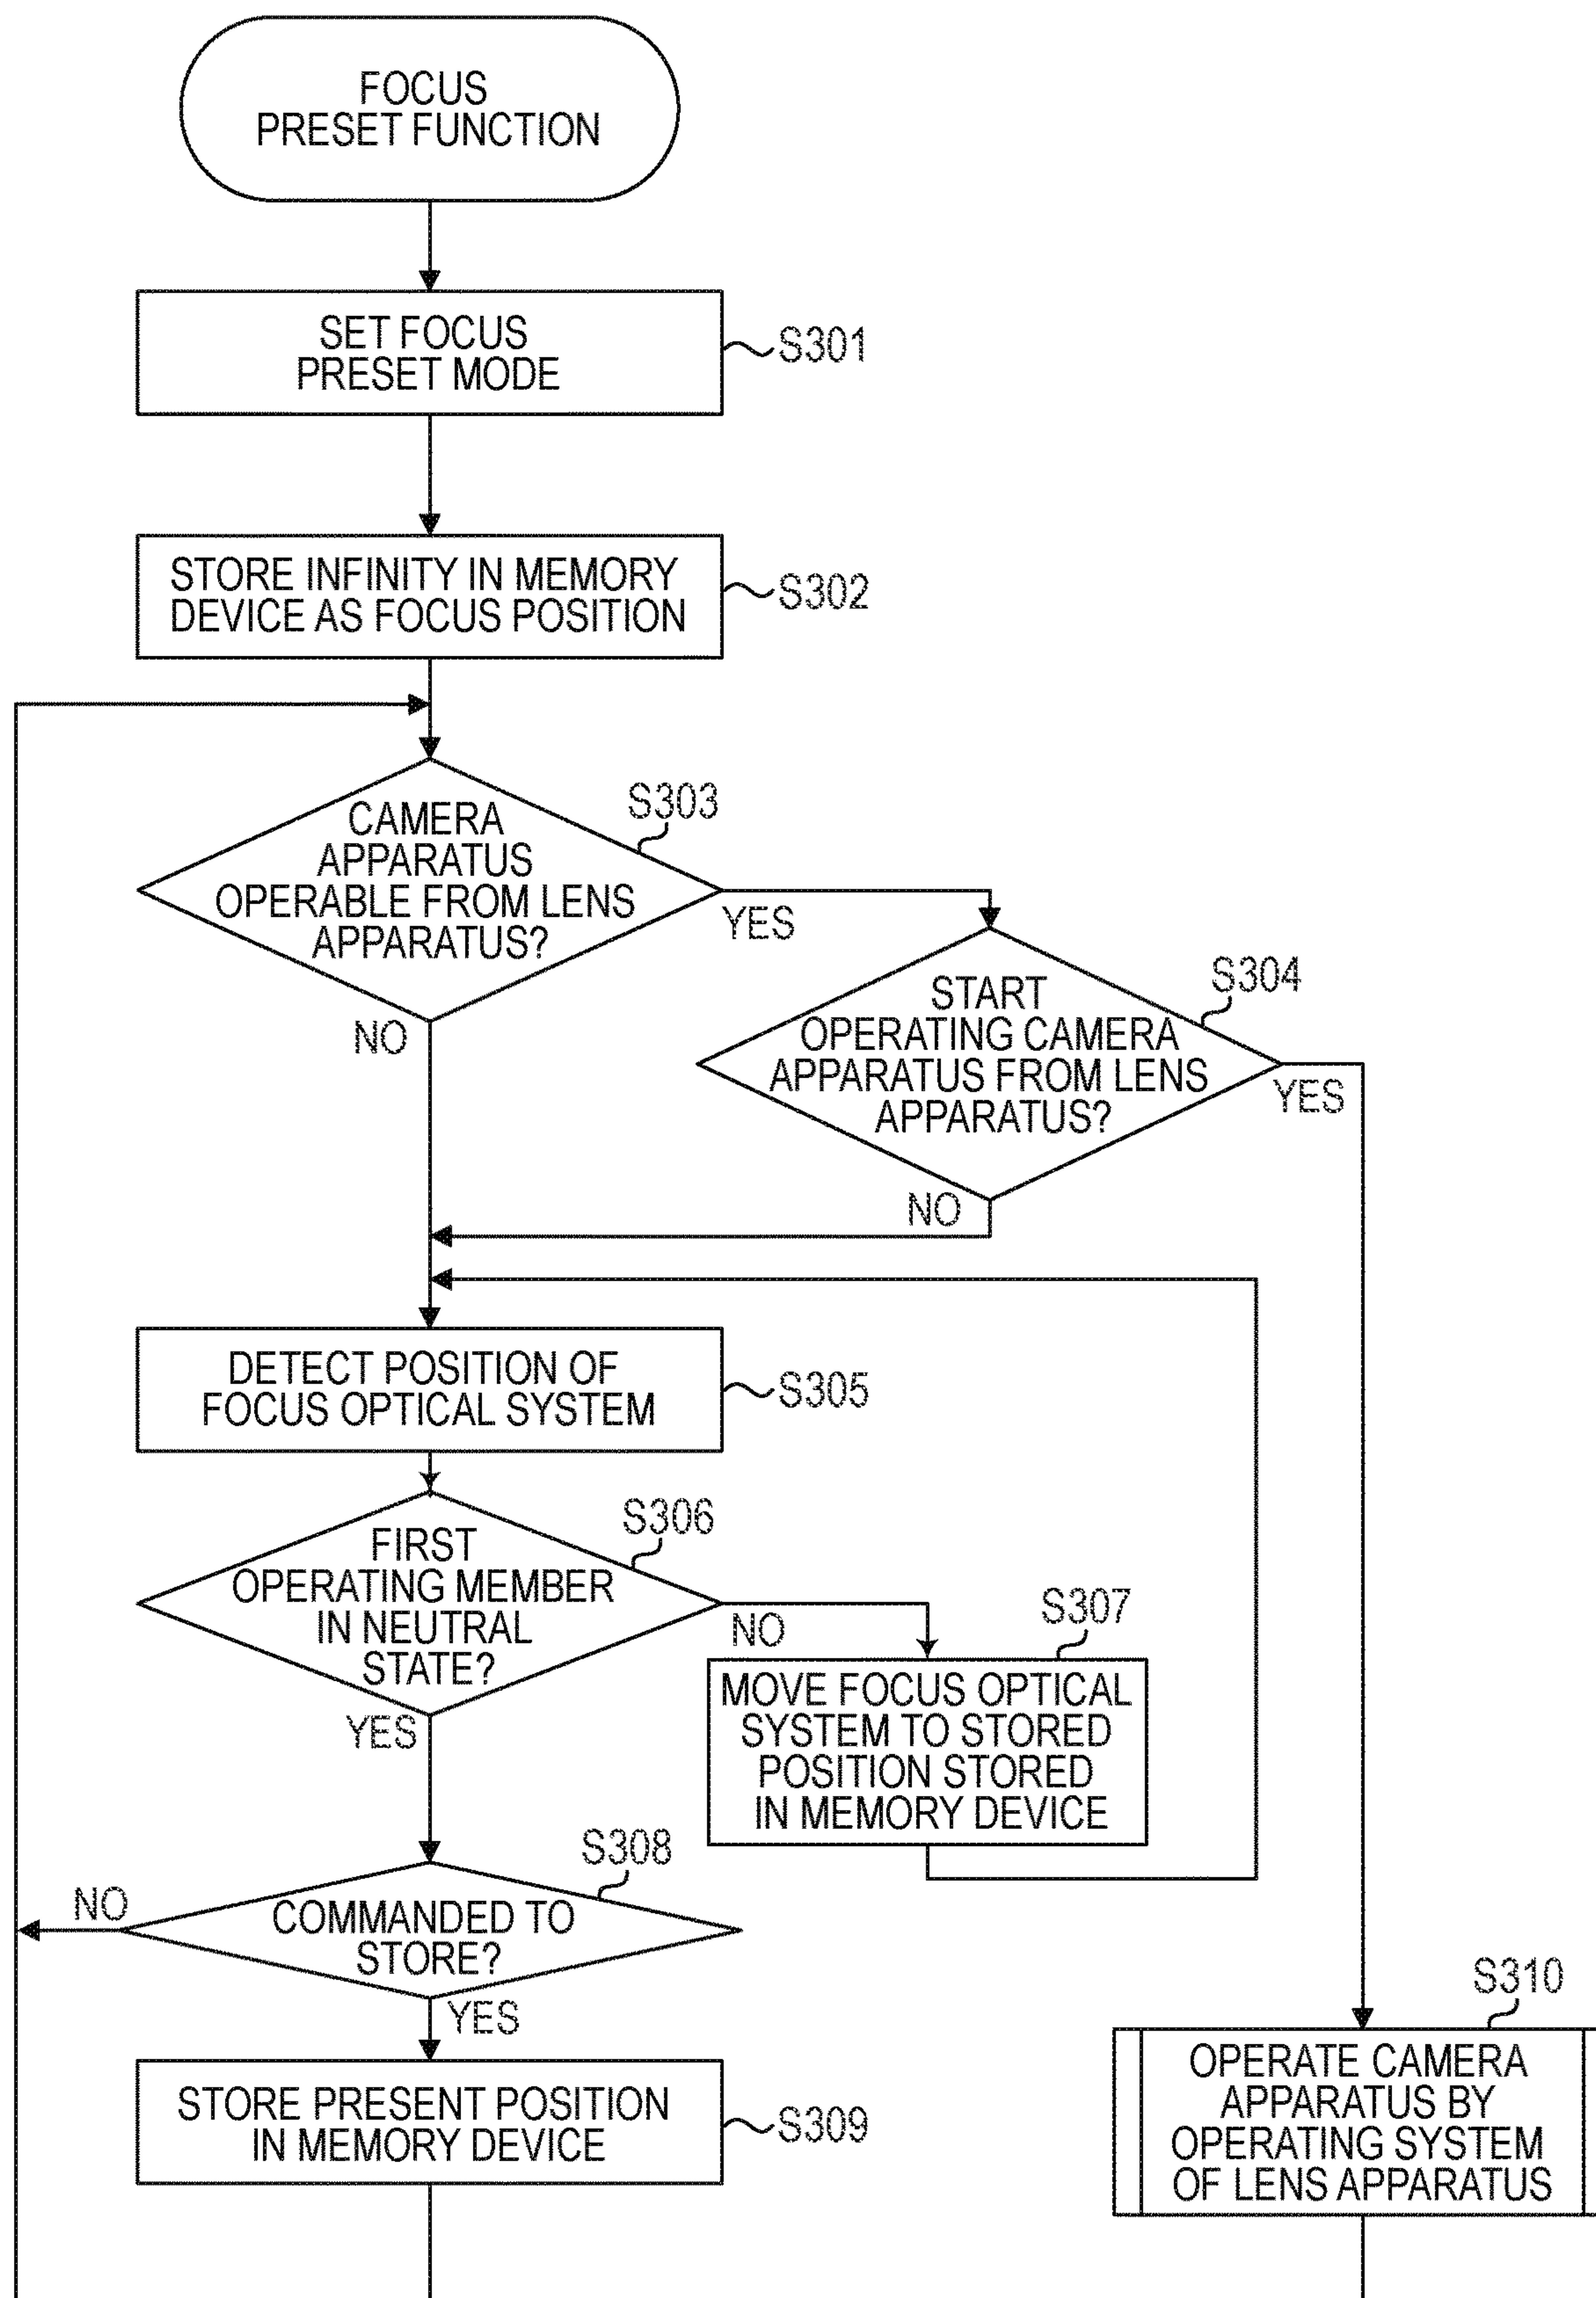 FOCUS
PRESET FUNCTION
SET FOCUS
PRESET MODE
S301
STORE INFINITY IN MEMORY
DEVICE AS FOCUS POSITION
S302
CAMERA
APPARATUS
OPERABLE FROM LENS
APPARATUS?
S303
YES
NO
START
OPERATING CAMERA
APPARATUS FROM LENS
APPARATUS?
S304
YES
NO
DETECT POSITION OF
FOCUS OPTICAL SYSTEM
S305
FIRST
OPERATING MEMBER
IN NEUTRAL
STATE?
S306
NO
YES
MOVE FOCUS OPTICAL
SYSTEM TO STORED
POSITION STORED
IN MEMORY DEVICE
S307
COMMANDED TO
STORE?
S308
NO
YES
STORE PRESENT POSITION
IN MEMORY DEVICE
S309
S310
OPERATE CAMERA
APPARATUS BY
OPERATING SYSTEM
OF LENS APPARATUS